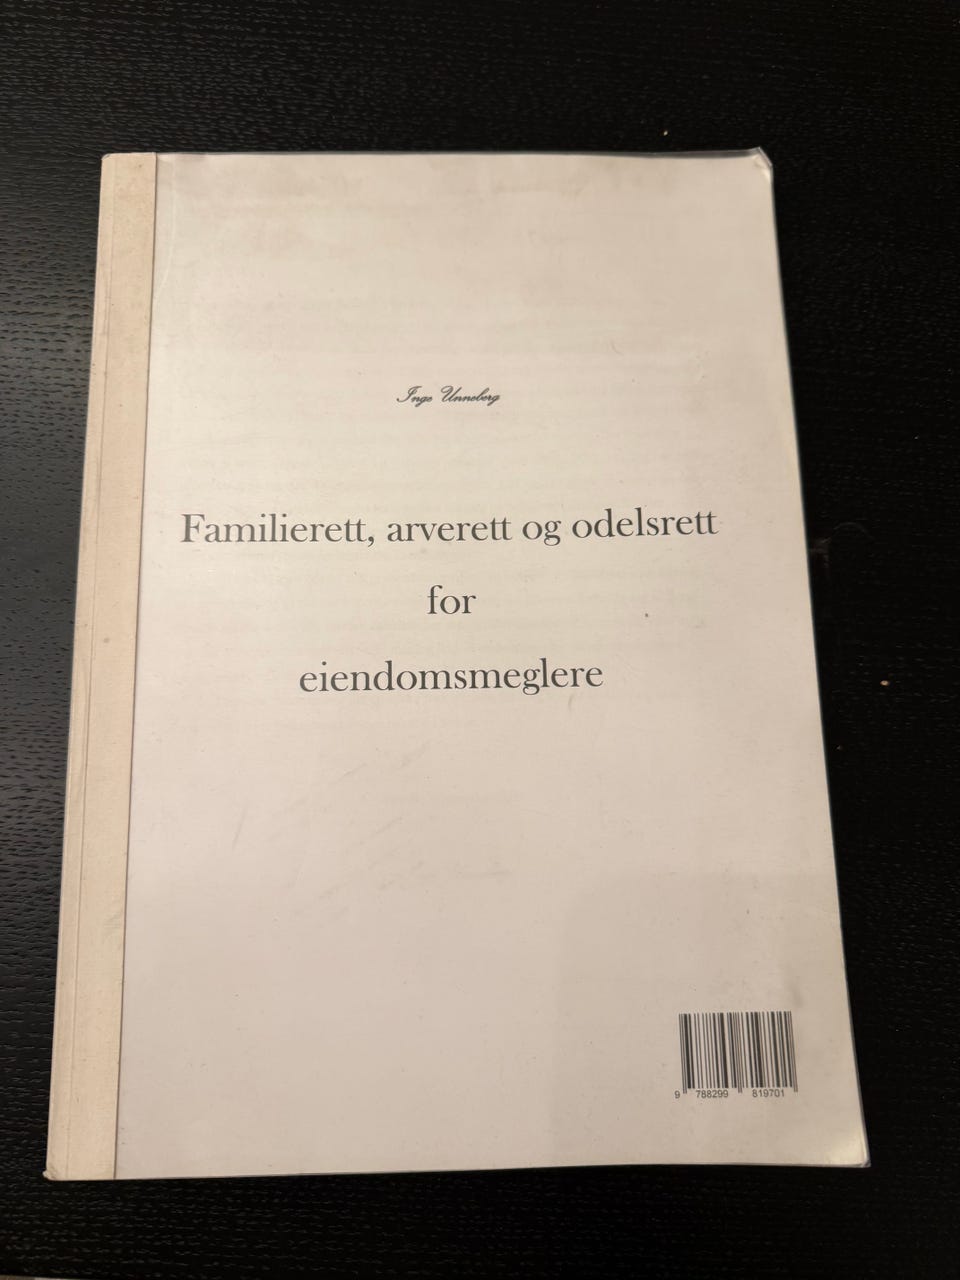 Inge Unneberg
Familierett, arverett og odelsrett
for
eiendomsmeglere
9 788299 819701